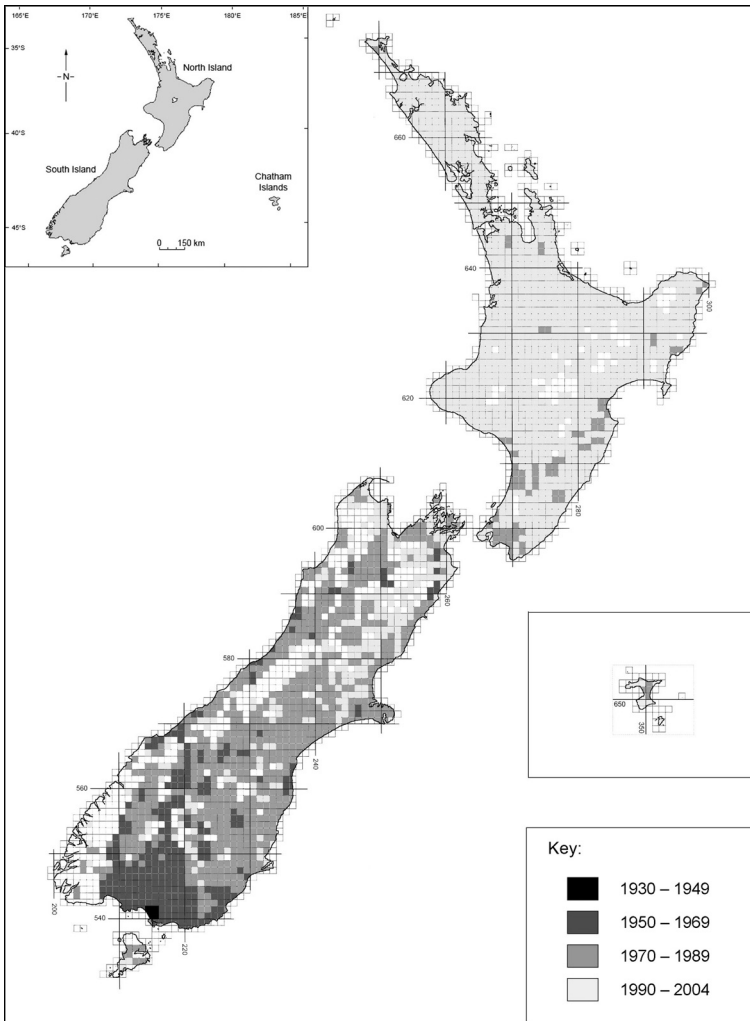 165°E 170°E 175°E 180°E 185°E
35°S
–N–
North Island
40°S
South Island
Chatham
Islands
45°S
0 150 km
660
640
300
620
280
600
260
580
240
560
200
540
220
650
350
Key:
1930 – 1949
1950 – 1969
1970 – 1989
1990 – 2004